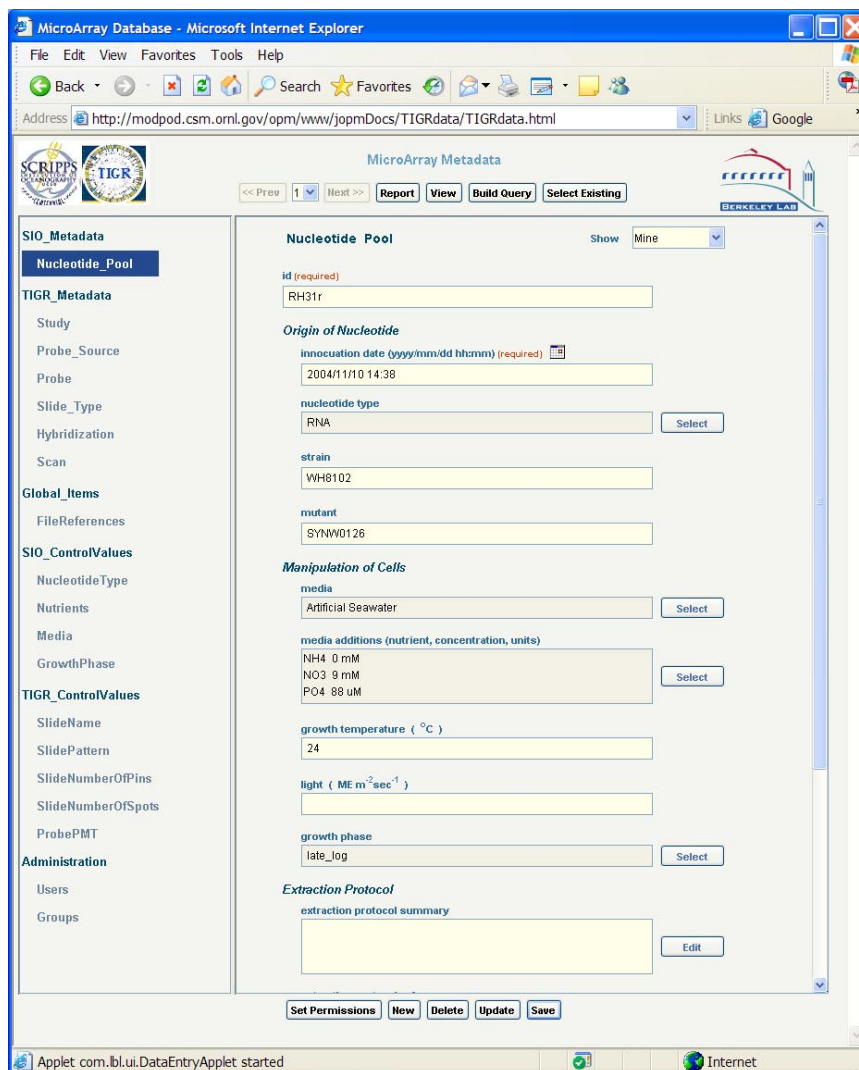 MicroArray Database - Microsoft Internet Explorer
File Edit View Favorites Tools Help
Back Search Favorites
Address http://modpod.csm.ornl.gov/opm/www/jopmDocs/TIGRdata/TIGRdata.html Links Google
SCRIPPS
TIGR
MicroArray Metadata
<< Prev 1 Next >> Report View Build Query Select Existing
BERKELEY LAB
SIO_Metadata
Nucleotide_Pool
TIGR_Metadata
Study
Probe_Source
Probe
Slide_Type
Hybridization
Scan
Global_Items
FileReferences
SIO_ControlValues
NucleotideType
Nutrients
Media
GrowthPhase
TIGR_ControlValues
SlideName
SlidePattern
SlideNumberOfPins
SlideNumberOfSpots
ProbePMT
Administration
Users
Groups
Nucleotide Pool Show Mine
id (required)
RH31r
Origin of Nucleotide
innocuation date (yyyy/mm/dd hh:mm) (required)
2004/11/10 14:38
nucleotide type
RNA Select
strain
WH8102
mutant
SYNW0126
Manipulation of Cells
media
Artificial Seawater Select
media additions (nutrient, concentration, units)
NH4 0 mM
NO3 9 mM
PO4 88 uM
Select
growth temperature ( °C )
24
light ( ME m⁻²sec⁻¹ )
growth phase
late_log Select
Extraction Protocol
extraction protocol summary
Edit
Set Permissions New Delete Update Save
Applet com.lbl.ui.DataEntryApplet started Internet